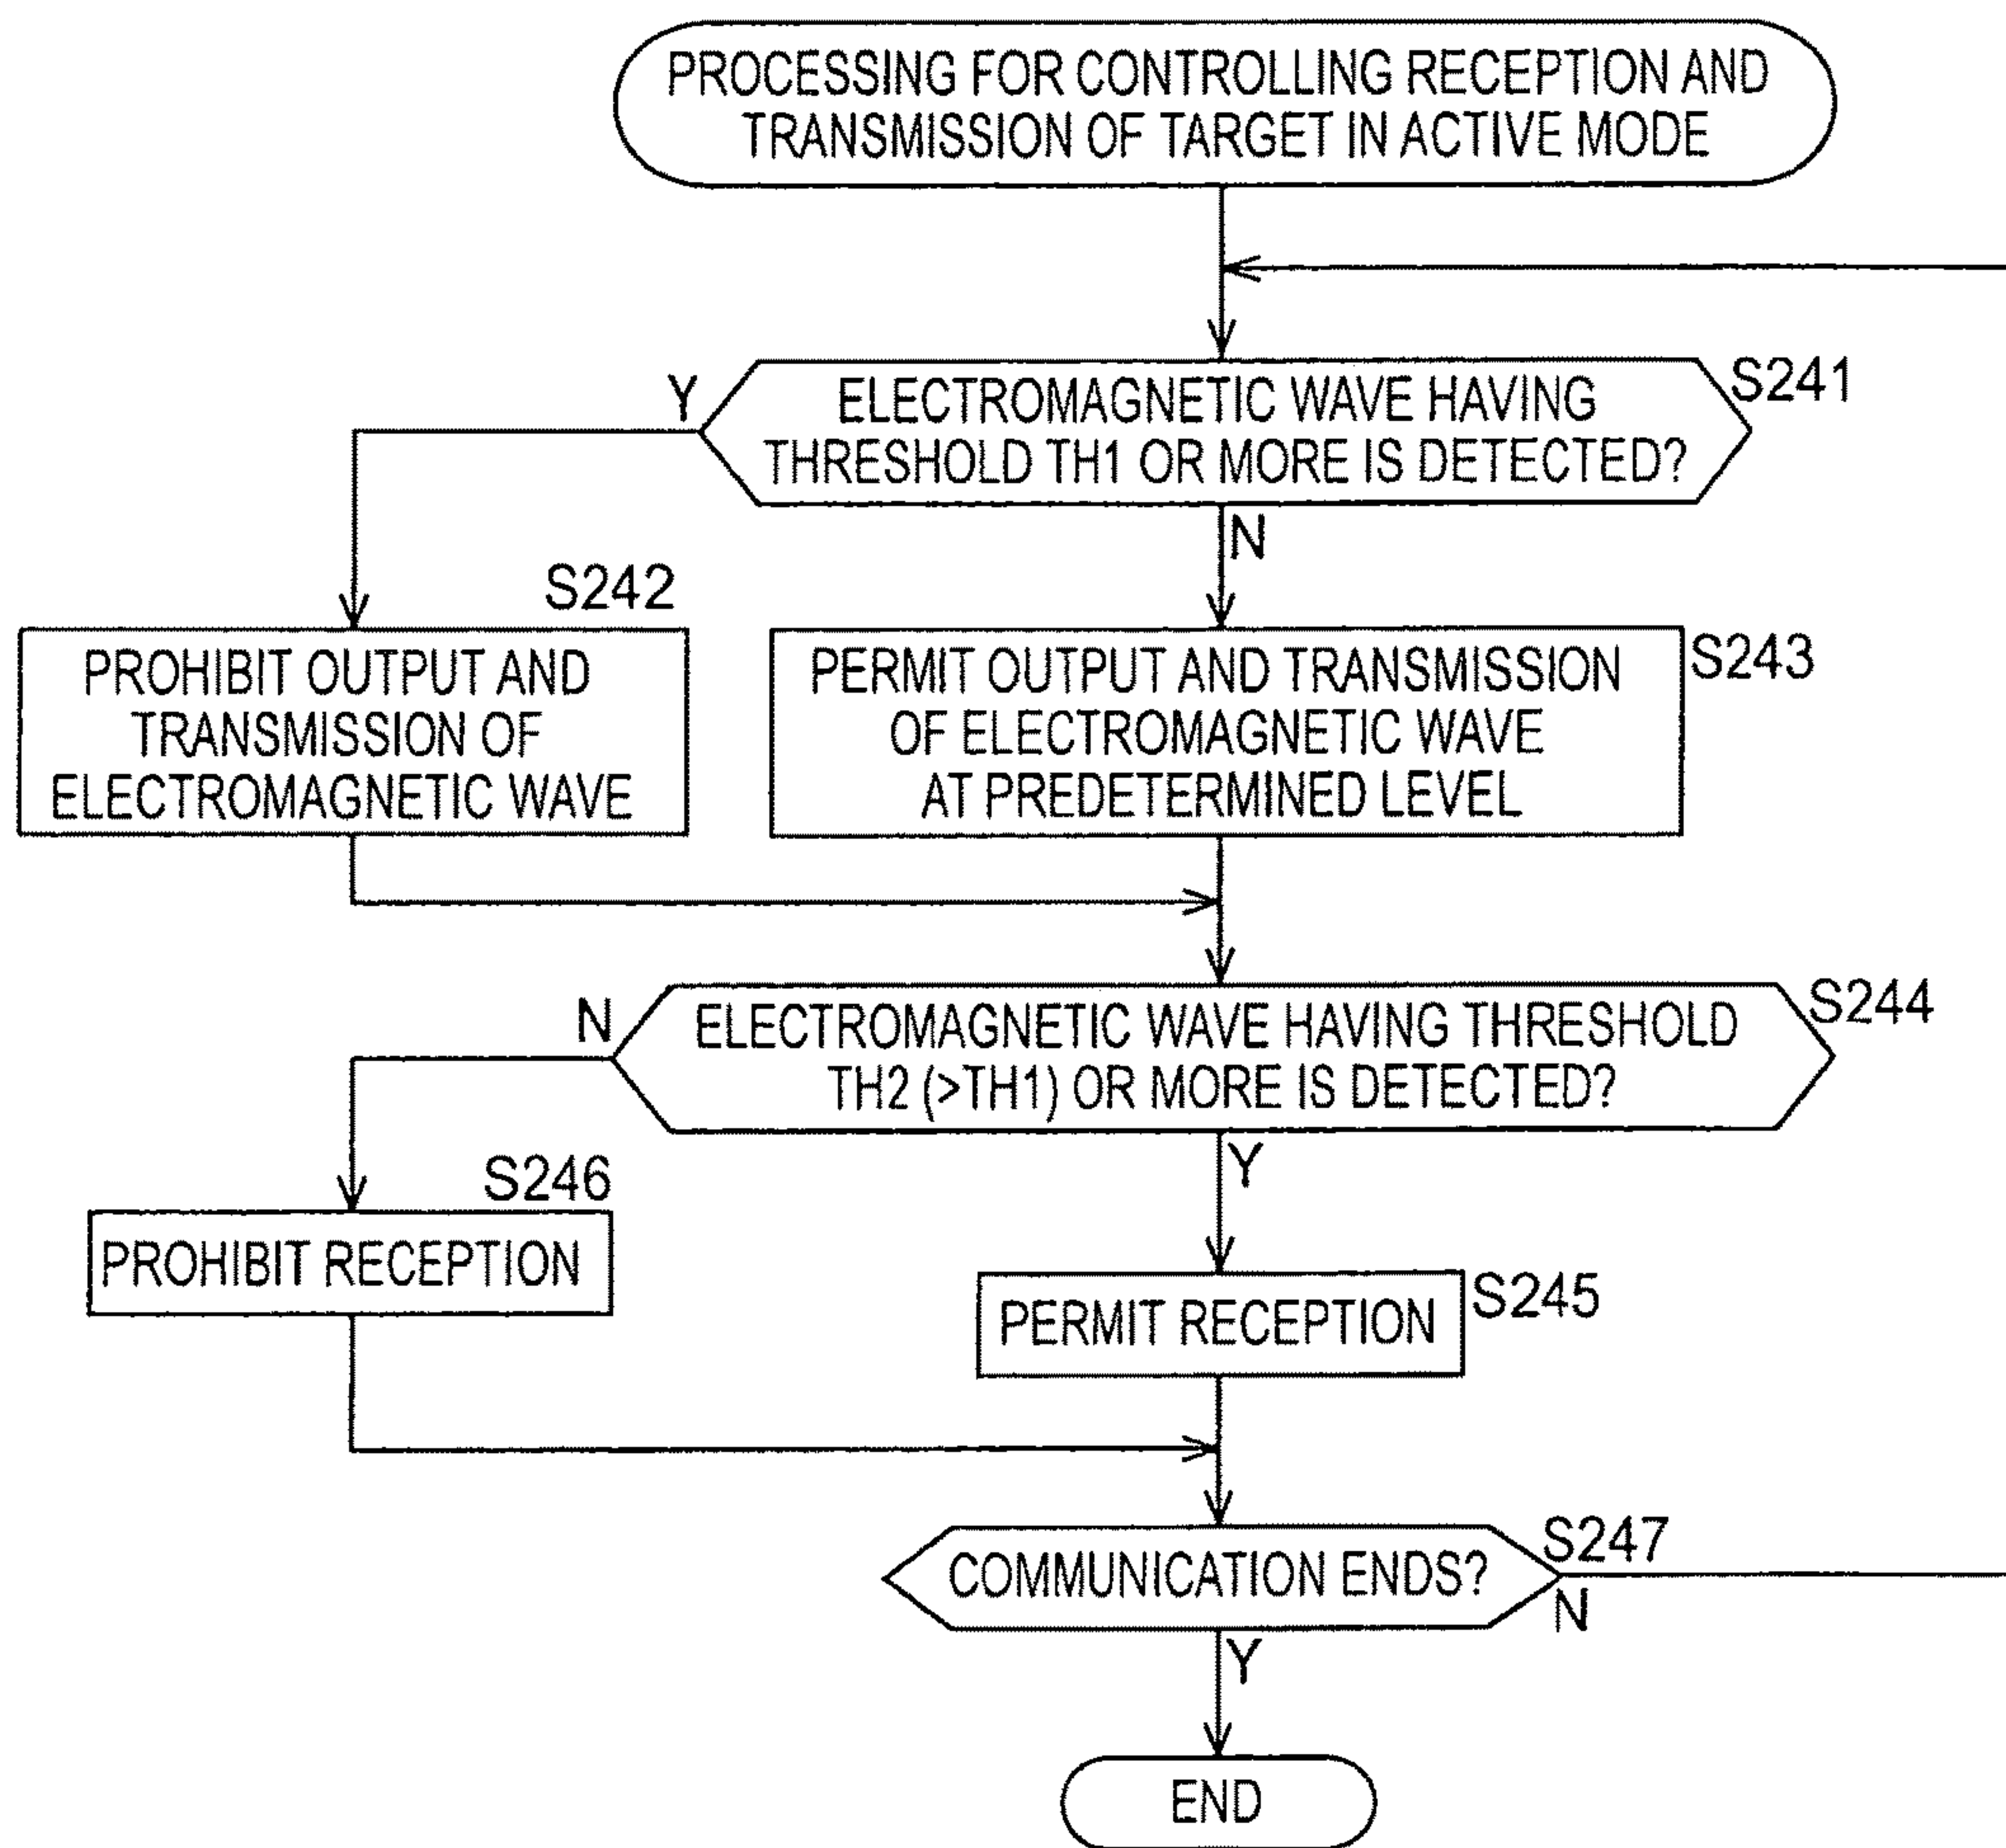 PROCESSING FOR CONTROLLING RECEPTION AND
TRANSMISSION OF TARGET IN ACTIVE MODE
S241
Y
ELECTROMAGNETIC WAVE HAVING
THRESHOLD TH1 OR MORE IS DETECTED?
N
S242
PROHIBIT OUTPUT AND
TRANSMISSION OF
ELECTROMAGNETIC WAVE
S243
PERMIT OUTPUT AND TRANSMISSION
OF ELECTROMAGNETIC WAVE
AT PREDETERMINED LEVEL
S244
N
ELECTROMAGNETIC WAVE HAVING THRESHOLD
TH2 (>TH1) OR MORE IS DETECTED?
Y
S246
PROHIBIT RECEPTION
S245
PERMIT RECEPTION
S247
COMMUNICATION ENDS?
N
Y
END